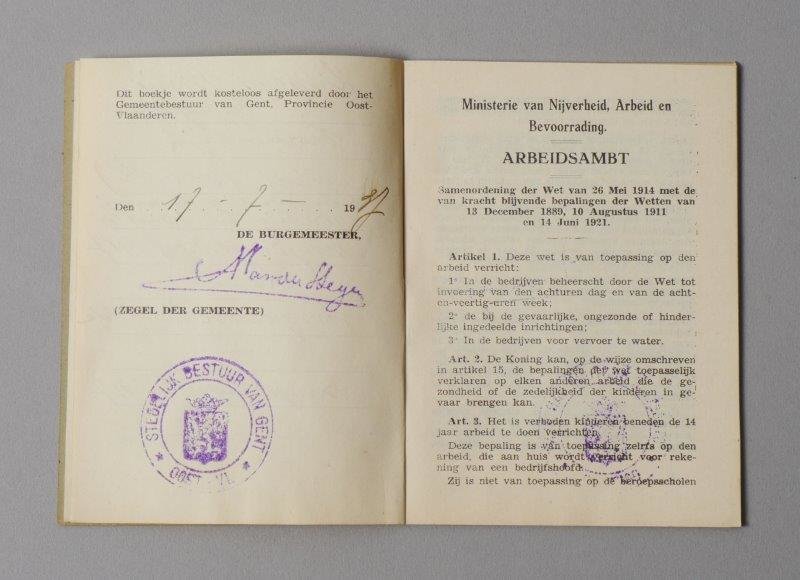 Dit boekje wordt kosteloos afgeleverd door het
Gemeentebestuur van Gent, Provincie Oost-
Vlaanderen.
Den 17 - 7 - 1937
DE BURGEMEESTER,
(ZEGEL DER GEMEENTE)
STEDELIJK BESTUUR VAN GENT
OOST-VL.
Ministerie van Nijverheid, Arbeid en
Bevoorrading.
ARBEIDSAMBT
Samenordening der Wet van 26 Mei 1914 met de
van kracht blijvende bepalingen der Wetten van
13 December 1889, 10 Augustus 1911
en 14 Juni 1921.
Artikel 1. Deze wet is van toepassing op den
arbeid verricht:
1° In de bedrijven beheerscht door de Wet tot
invoering van den achturen dag en van de acht-
en-veertig-uren week;
2° de bij de gevaarlijke, ongezonde of hinder-
lijke ingedeelde inrichtingen;
3° In de bedrijven voor vervoer te water.
Art. 2. De Koning kan, op de wijze omschreven
in artikel 15, de bepalingen der wet toepasselijk
verklaren op elken anderen arbeid die de ge-
zondheid of de zedelijkheid der kinderen in ge-
vaar brengen kan.
Art. 3. Het is verboden kinderen beneden de 14
jaar arbeid te doen verrichten.
Deze bepaling is van toepassing zelfs op den
arbeid, die aan huis wordt verricht voor reke-
ning van een bedrijfshoofd.
Zij is niet van toepassing op de beroepsscholen